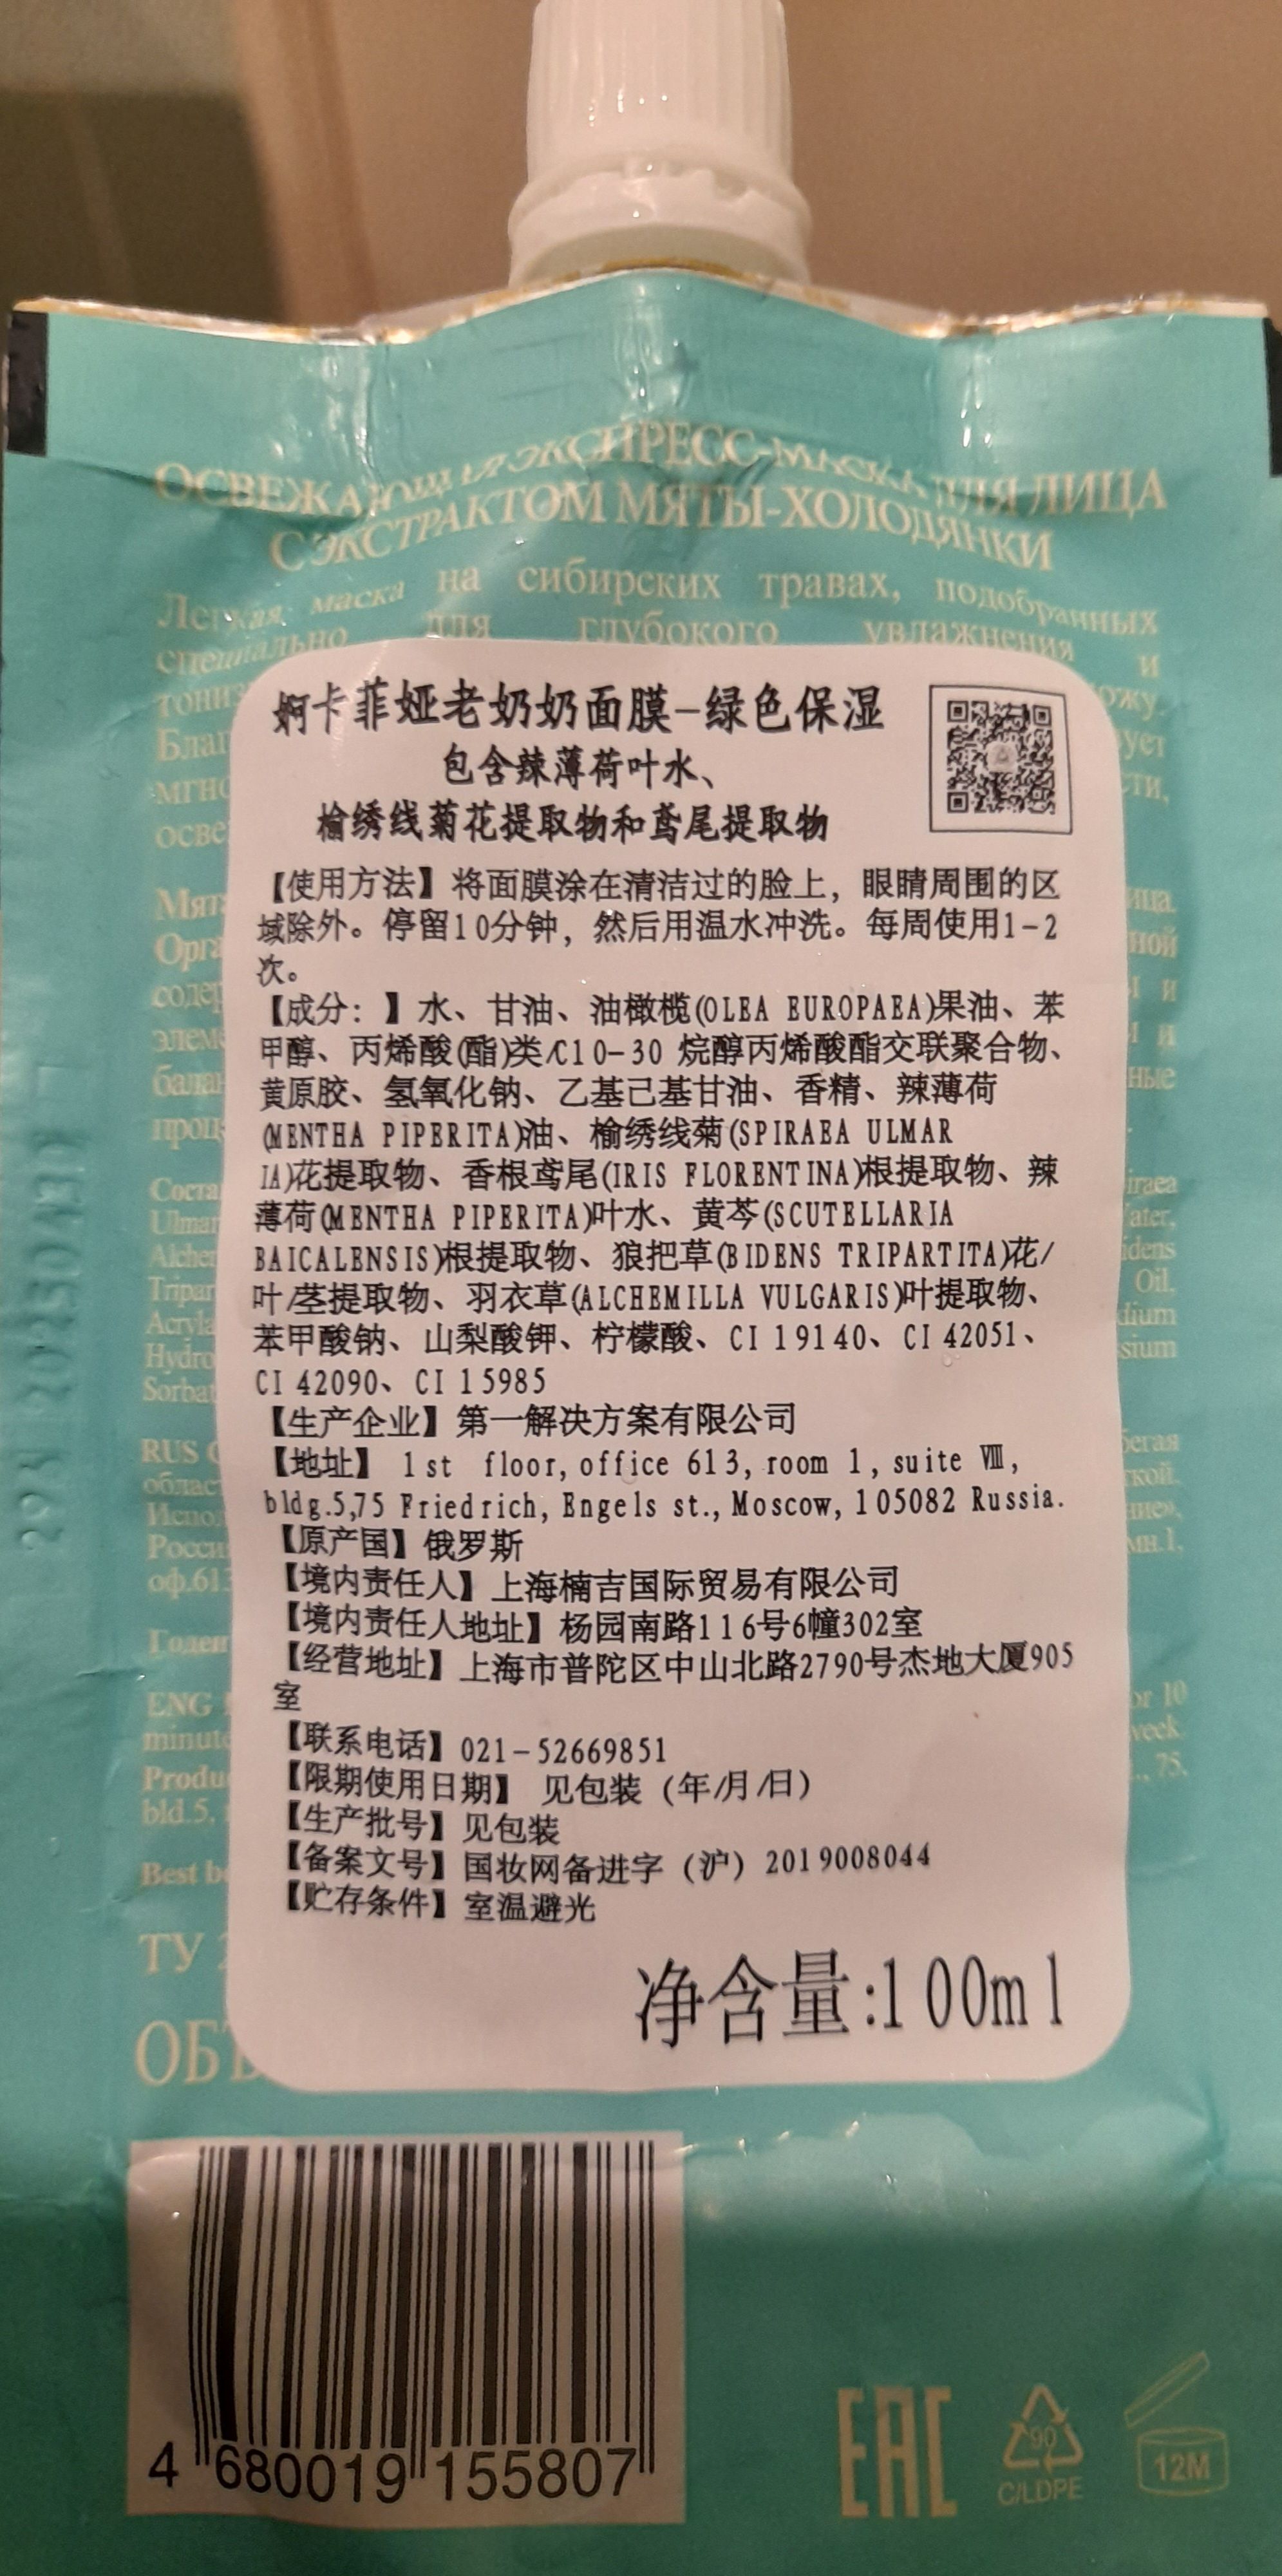 ОСВЕЖАЮЩАЯ ЭКСПРЕСС-МАСКА ДЛЯ ЛИЦА
С ЭКСТРАКТОМ МЯТЫ-ХОЛОДЯНКИ
Легкая маска на сибирских травах, подобранных
специально для глубокого увлажнения и
婀卡菲娅老奶奶面膜-绿色保湿
包含辣薄荷叶水、
榆绣线菊花提取物和鸢尾提取物
【使用方法】将面膜涂在清洁过的脸上，眼睛周围的区
域除外。停留10分钟，然后用温水冲洗。每周使用1-2
次。
【成分：】水、甘油、油橄榄(OLEA EUROPAEA)果油、苯
甲醇、丙烯酸(酯)类/C10-30 烷醇丙烯酸酯交联聚合物、
黄原胶、氢氧化钠、乙基己基甘油、香精、辣薄荷
(MENTHA PIPERITA)油、榆绣线菊(SPIRAEA ULMAR
IA)花提取物、香根鸢尾(IRIS FLORENTINA)根提取物、辣
薄荷(MENTHA PIPERITA)叶水、黄芩(SCUTELLARIA
BAICALENSIS)根提取物、狼把草(BIDENS TRIPARTITA)花/
叶/茎提取物、羽衣草(ALCHEMILLA VULGARIS)叶提取物、
苯甲酸钠、山梨酸钾、柠檬酸、CI 19140、CI 42051、
CI 42090、CI 15985
【生产企业】第一解决方案有限公司
【地址】 1st floor, office 613, room 1, suite Ⅷ,
bldg.5,75 Friedrich, Engels st., Moscow, 105082 Russia.
【原产国】俄罗斯
【境内责任人】上海楠吉国际贸易有限公司
【境内责任人地址】杨园南路116号6幢302室
【经营地址】上海市普陀区中山北路2790号杰地大厦905
室
【联系电话】021-52669851
【限期使用日期】 见包装（年/月/日）
【生产批号】见包装
【备案文号】国妆网备进字（沪）2019008044
【贮存条件】室温避光
净含量:100ml
RUS
ENG
minute
Best
ТУ
4 680019 155807
EAC
90
C/LDPE
12M